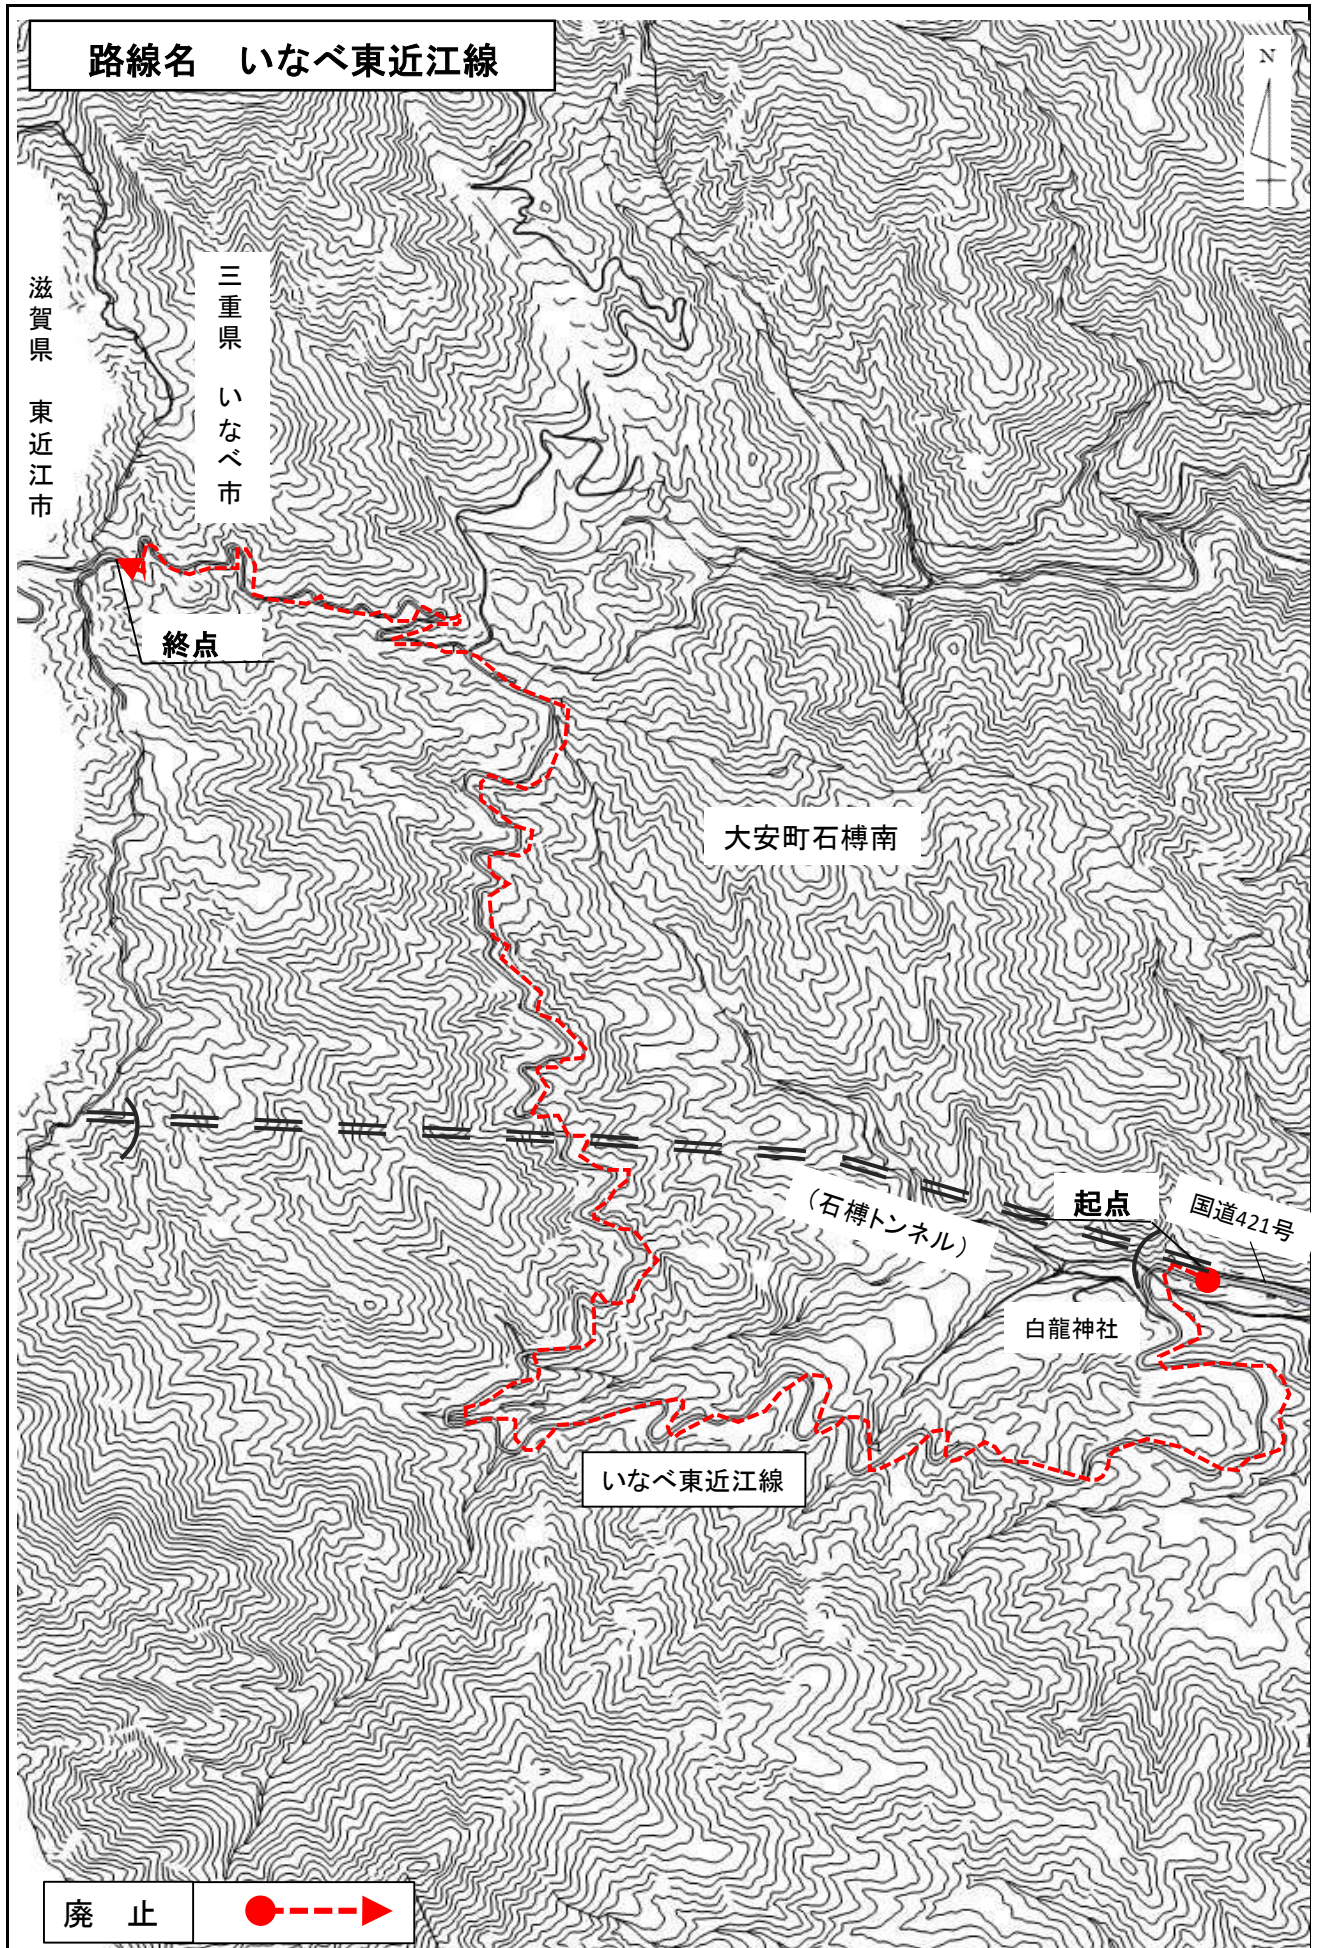 路線名　いなべ東近江線
N
滋賀県　東近江市
三重県　いなべ市
終点
大安町石榑南
（石榑トンネル）
起点
国道421号
白龍神社
いなべ東近江線
廃　止